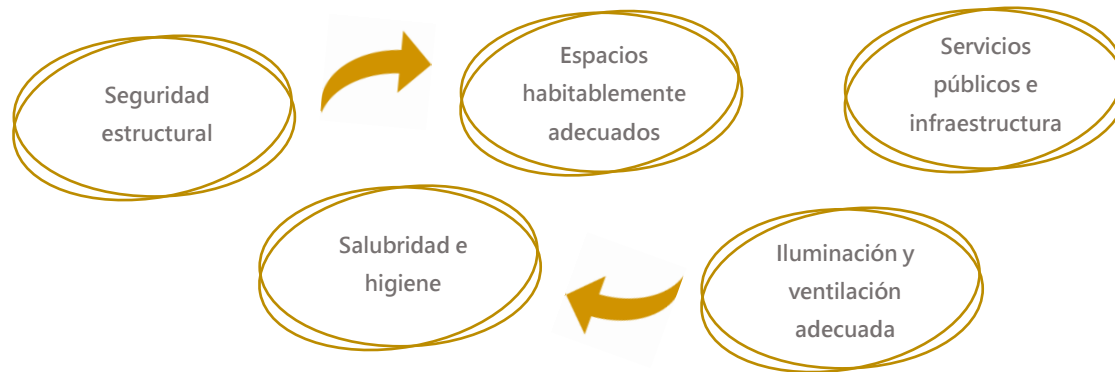 Seguridad
estructural
Espacios
habitablemente
adecuados
Servicios
públicos e
infraestructura
Salubridad e
higiene
Iluminación y
ventilación
adecuada